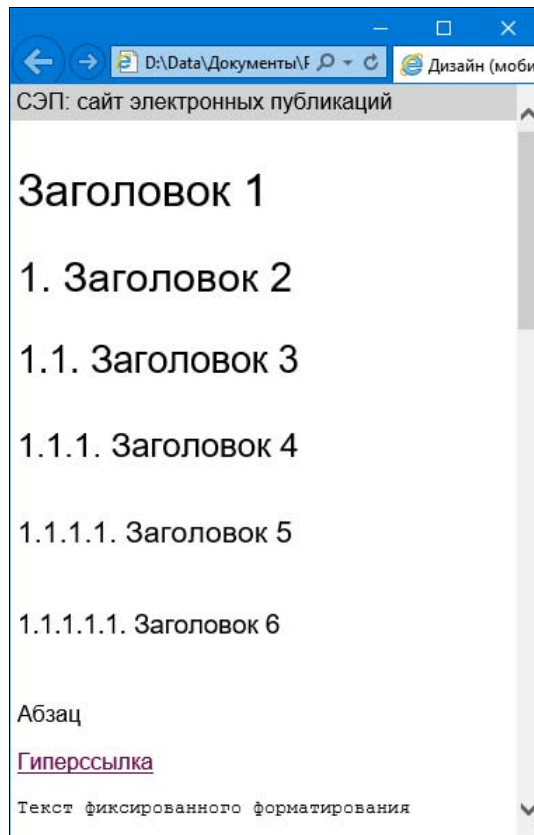 D:\Data\Документы\F
Дизайн (моби
СЭП: сайт электронных публикаций
Заголовок 1
1. Заголовок 2
1.1. Заголовок 3
1.1.1. Заголовок 4
1.1.1.1. Заголовок 5
1.1.1.1.1. Заголовок 6
Абзац
Гиперссылка
Текст фиксированного форматирования